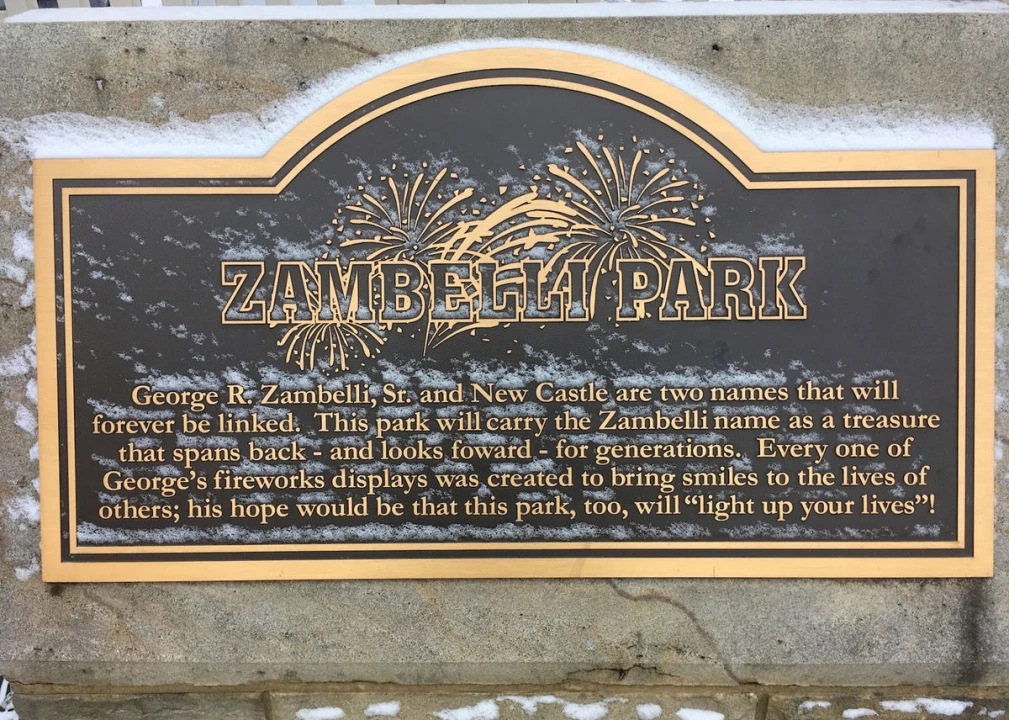 ZAMBELLI PARK
George R. Zambelli, Sr. and New Castle are two names that will
forever be linked. This park will carry the Zambelli name as a treasure
that spans back - and looks foward - for generations. Every one of
George's fireworks displays was created to bring smiles to the lives of
others; his hope would be that this park, too, will “light up your lives”!